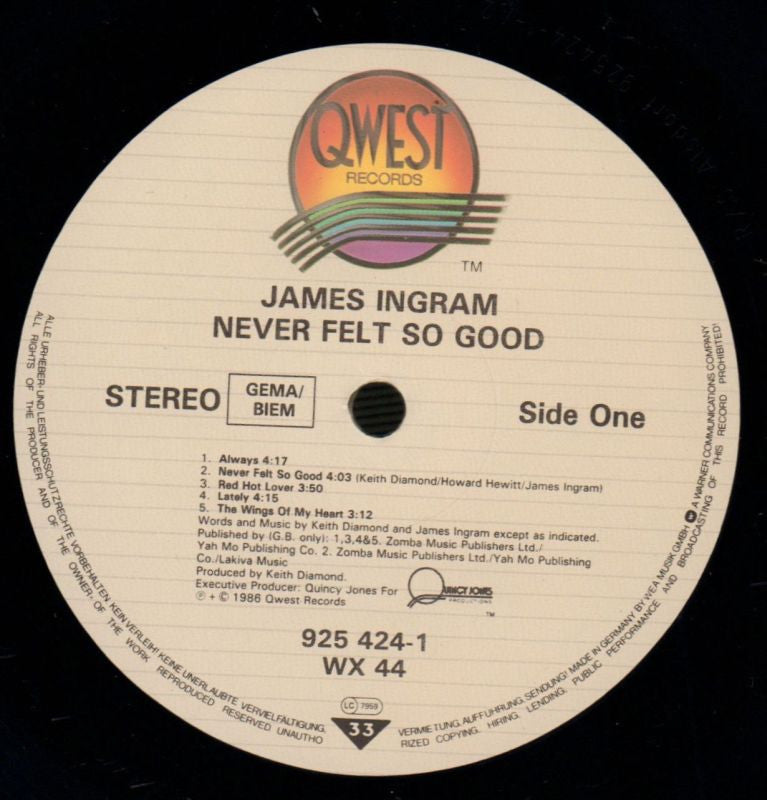 QWEST
RECORDS
TM
JAMES INGRAM
NEVER FELT SO GOOD
STEREO
GEMA/
BIEM
Side One
1. Always 4:17
2. Never Felt So Good 4:03 (Keith Diamond/Howard Hewitt/James Ingram)
3. Red Hot Lover 3:50
4. Lately 4:15
5. The Wings Of My Heart 3:12
Words and Music by Keith Diamond and James Ingram except as indicated.
Published by (G.B. only): 1,3,4&5. Zomba Music Publishers Ltd./
Yah Mo Publishing Co. 2. Zomba Music Publishers Ltd./Yah Mo Publishing
Co./Lakiva Music
Produced by Keith Diamond.
Executive Producer: Quincy Jones For
QUINCY JONES
PRODUCTIONS
TM
℗ + © 1986 Qwest Records
925 424-1
WX 44
LC 7959
33
ALLE URHEBER- UND LEISTUNGSSCHUTZRECHTE VORBEHALTEN. KEIN VERLEIH! KEINE UNERLAUBTE VERVIELFÄLTIGUNG,
VERMIETUNG, AUFFÜHRUNG, SENDUNG! MADE IN GERMANY BY WEA MUSIK GMBH A WARNER COMMUNICATIONS COMPANY
ALL RIGHTS OF THE PRODUCER AND OF THE OWNER OF THE WORK REPRODUCED RESERVED UNAUTHO
RIZED COPYING, HIRING, LENDING, PUBLIC PERFORMANCE AND BROADCASTING OF THIS RECORD PROHIBITED!